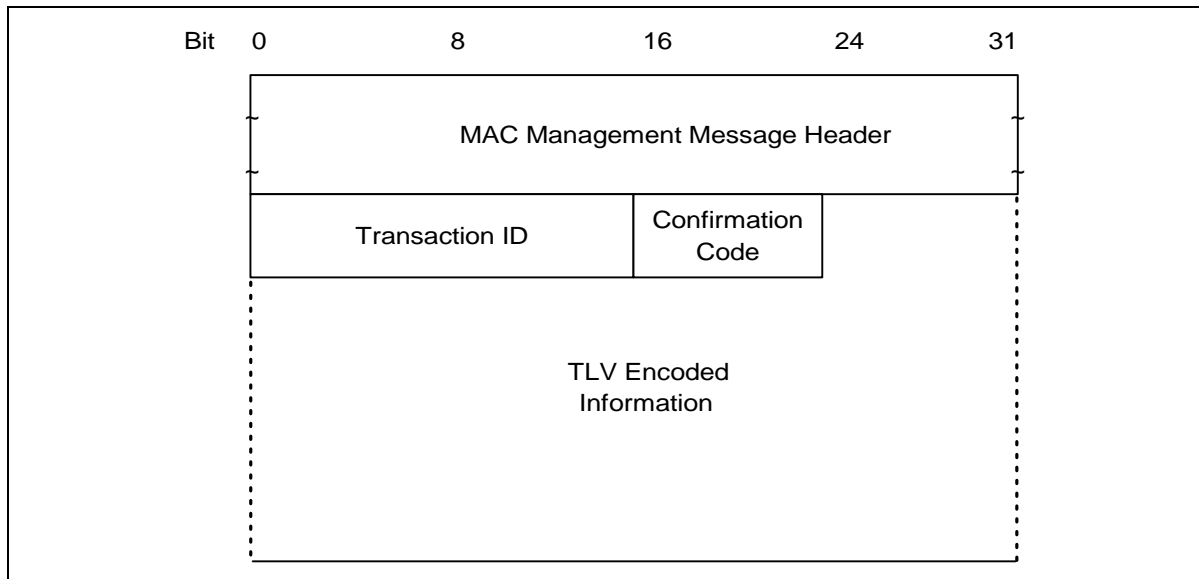 Bit 0 8 16 24 31
~ ~
MAC Management Message Header
~ ~
Transaction ID
Confirmation
Code
TLV Encoded
Information